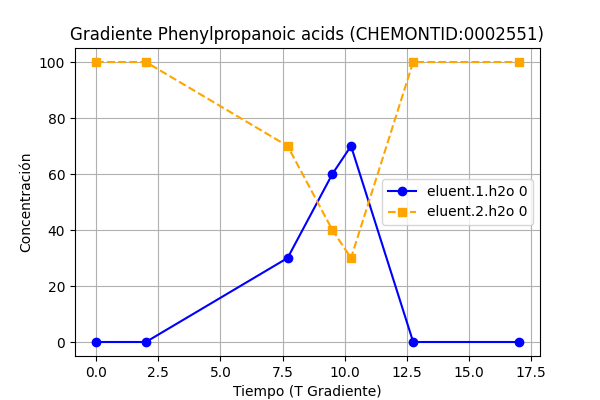 Gradiente Phenylpropanoic acids (CHEMONTID:0002551)
Concentración
100
80
60
40
20
0
eluent.1.h2o 0
eluent.2.h2o 0
0.0 2.5 5.0 7.5 10.0 12.5 15.0 17.5
Tiempo (T Gradiente)